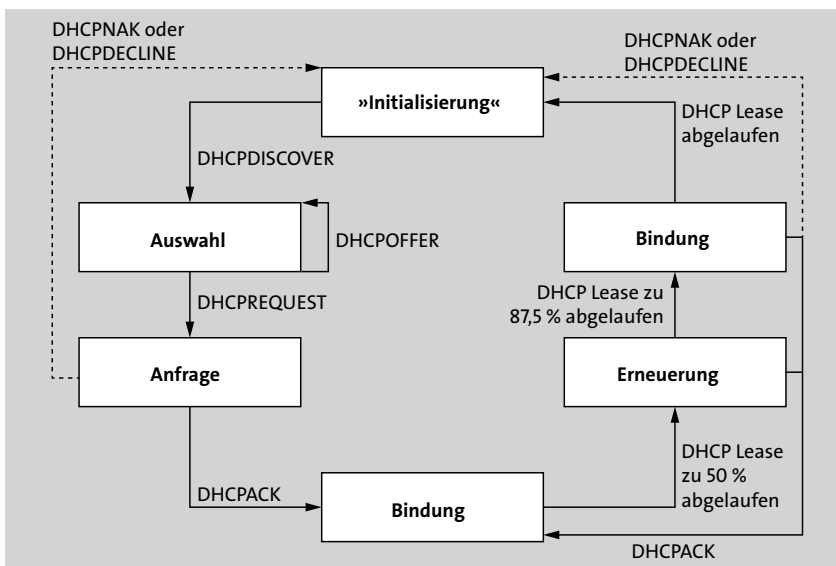 DHCPNAK oder
DHCPDECLINE
DHCPNAK oder
DHCPDECLINE
»Initialisierung«
DHCP Lease
abgelaufen
DHCPDISCOVER
Auswahl
DHCPOFFER
Bindung
DHCPREQUEST
DHCP Lease zu
87,5 % abgelaufen
Anfrage
Erneuerung
DHCP Lease
zu 50 %
abgelaufen
DHCPACK
Bindung
DHCPACK